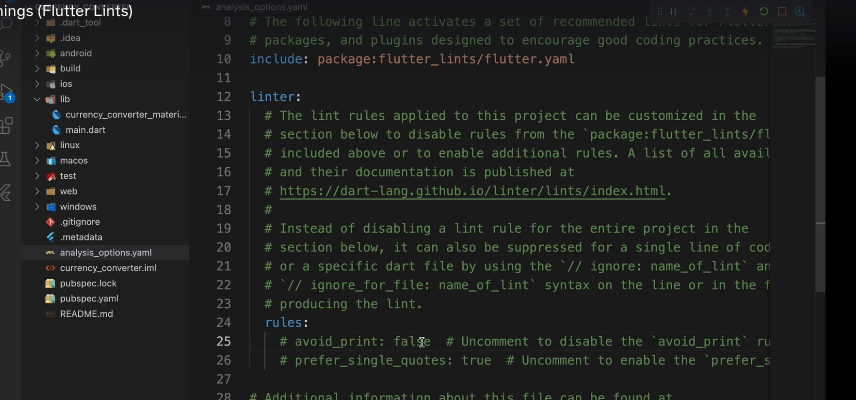 nings (Flutter Lints)
.dart_tool
.idea
android
build
ios
lib
currency_converter_materi...
main.dart
linux
macos
test
web
windows
.gitignore
.metadata
analysis_options.yaml
currency_converter.iml
pubspec.lock
pubspec.yaml
README.md
1
analysis_options.yaml
8 # The following line activates a set of recommended lints for Flutter
9 # packages, and plugins designed to encourage good coding practices.
10 include: package:flutter_lints/flutter.yaml
11
12 linter:
13 # The lint rules applied to this project can be customized in the
14 # section below to disable rules from the `package:flutter_lints/fl
15 # included above or to enable additional rules. A list of all avail
16 # and their documentation is published at
17 # https://dart-lang.github.io/linter/lints/index.html.
18 #
19 # Instead of disabling a lint rule for the entire project in the
20 # section below, it can also be suppressed for a single line of cod
21 # or a specific dart file by using the `// ignore: name_of_lint` an
22 # `// ignore_for_file: name_of_lint` syntax on the line or in the f
23 # producing the lint.
24 rules:
25 # avoid_print: false # Uncomment to disable the `avoid_print` ru
26 # prefer_single_quotes: true # Uncomment to enable the `prefer_s
27
28 # Additional information about this file can be found at